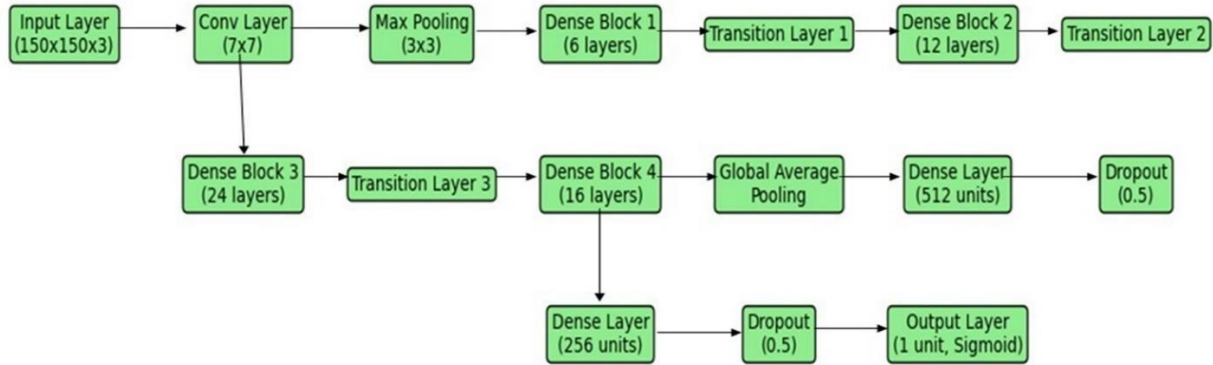 Input Layer
(150x150x3)
Conv Layer
(7x7)
Max Pooling
(3x3)
Dense Block 1
(6 layers)
Transition Layer 1
Dense Block 2
(12 layers)
Transition Layer 2
Dense Block 3
(24 layers)
Transition Layer 3
Dense Block 4
(16 layers)
Global Average
Pooling
Dense Layer
(512 units)
Dropout
(0.5)
Dense Layer
(256 units)
Dropout
(0.5)
Output Layer
(1 unit, Sigmoid)